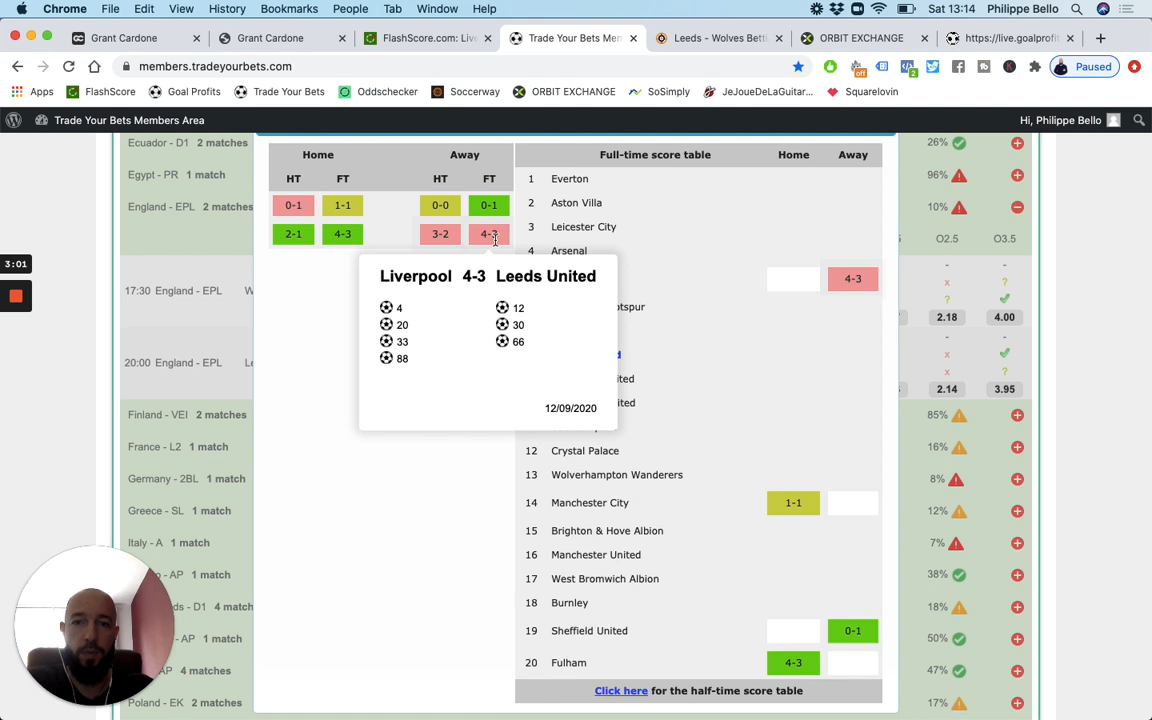 Chrome File Edit View History Bookmarks People Tab Window Help Sat 13:14 Philippe Bello
Grant Cardone Grant Cardone FlashScore.com: Live Trade Your Bets Mem Leeds - Wolves Betti ORBIT EXCHANGE https://live.goalprofit
members.tradeyourbets.com off 2 Paused
Apps FlashScore Goal Profits Trade Your Bets Oddschecker Soccerway ORBIT EXCHANGE SoSimply JeJoueDeLaGuitar... Squarelovin
Trade Your Bets Members Area Hi, Philippe Bello
Ecuador - D1 2 matches 26%
Home Away Full-time score table Home Away
Egypt - PR 1 match 96%
HT FT HT FT 1 Everton
England - EPL 2 matches 10%
0-1 1-1 0-0 0-1 2 Aston Villa
2-1 4-3 3-2 4-3 3 Leicester City
5 O2.5 O3.5
4 Arsenal
3:01
Liverpool 4-3 Leeds United 4-3
17:30 England - EPL W x ?
4 12 otspur ? 
20 30 2.18 4.00
33 66
88 d x
20:00 England - EPL Le x ?
ited
2.14 3.95
12/09/2020 ited
Finland - VEI 2 matches 85%
France - L2 1 match 12 Crystal Palace 16%
Germany - 2BL 1 match 13 Wolverhampton Wanderers 8%
Greece - SL 1 match 14 Manchester City 1-1 12%
15 Brighton & Hove Albion
Italy - A 1 match 16 Manchester United 7%
- AP 1 match 17 West Bromwich Albion 38%
ds - D1 4 match 18 Burnley 18%
- AP 1 match 19 Sheffield United 0-1 50%
AP 4 matches 20 Fulham 4-3 47%
Click here for the half-time score table
Poland - EK 2 matches 17%